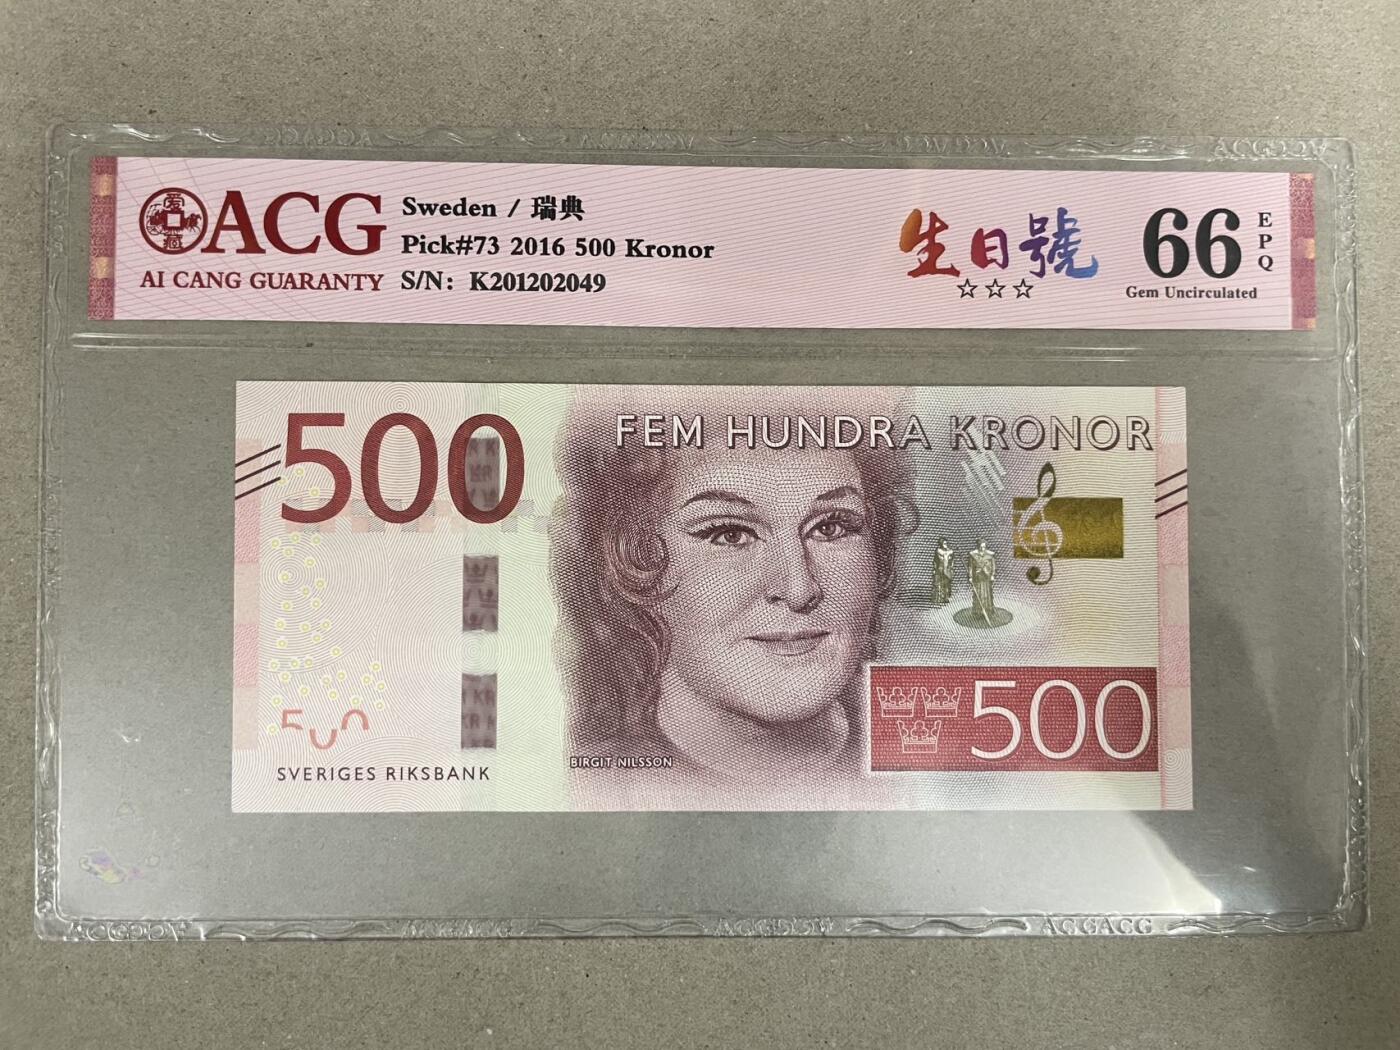 ACG
AI CANG GUARANTY
Sweden / 瑞典
Pick#73 2016 500 Kronor
S/N: K201202049
生日號
☆☆☆
66
EPQ
Gem Uncirculated
500
FEM HUNDRA KRONOR
500
SVERIGES RIKSBANK
BIRGIT NILSSON
500
ACGACG